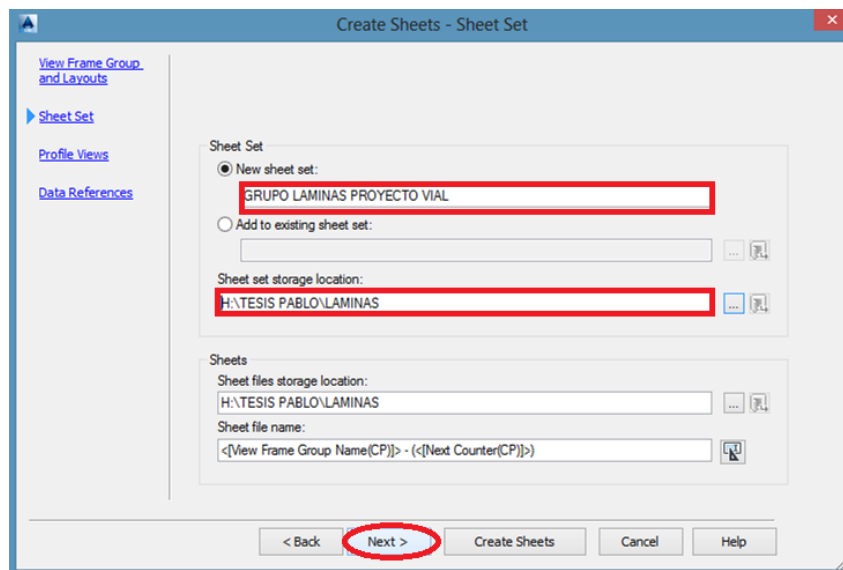 Create Sheets - Sheet Set
View Frame Group
and Layouts
Sheet Set
Profile Views
Data References
Sheet Set
New sheet set:
GRUPO LAMINAS PROYECTO VIAL
Add to existing sheet set:
...
Sheet set storage location:
H:\TESIS PABLO\LAMINAS
...
Sheets
Sheet files storage location:
H:\TESIS PABLO\LAMINAS
...
Sheet file name:
<[View Frame Group Name(CP)]> - (<[Next Counter(CP)]>)
< Back
Next >
Create Sheets
Cancel
Help